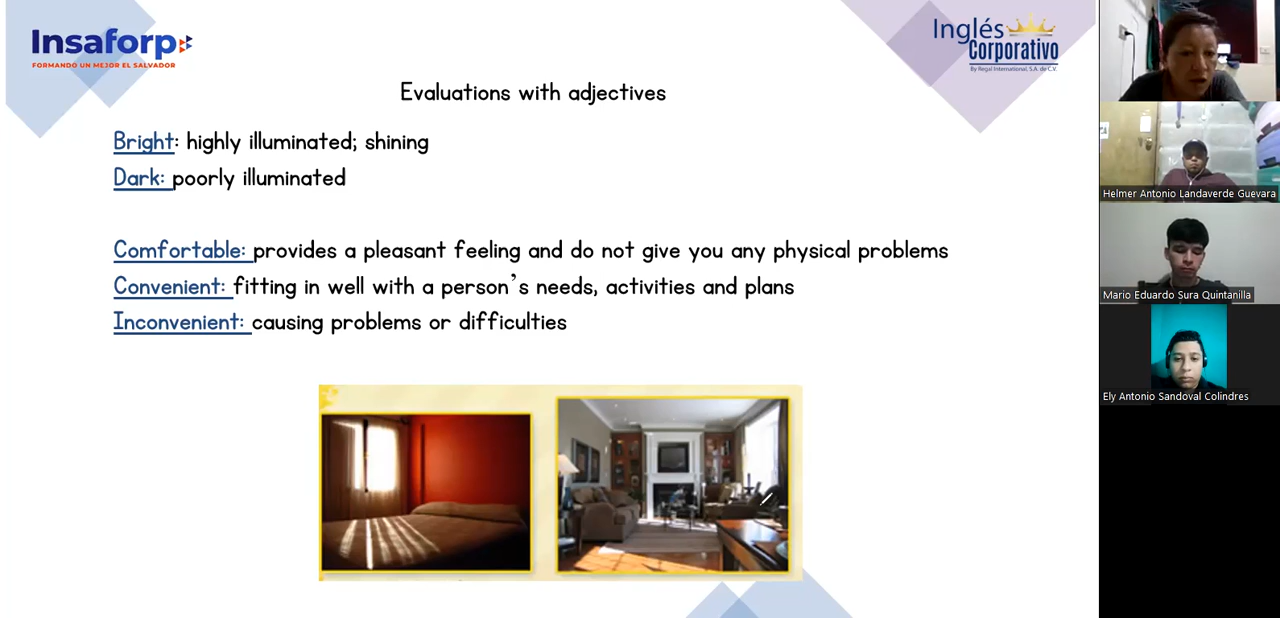 Insaforp
FORMANDO UN MEJOR EL SALVADOR
Inglés
Corporativo
By Regal International, S.A. de C.V.
Evaluations with adjectives
Bright: highly illuminated; shining
Dark: poorly illuminated
Comfortable: provides a pleasant feeling and do not give you any physical problems
Convenient: fitting in well with a person's needs, activities and plans
Inconvenient: causing problems or difficulties
Helmer Antonio Landaverde Guevara
Mario Eduardo Sura Quintanilla
Ely Antonio Sandoval Colindres